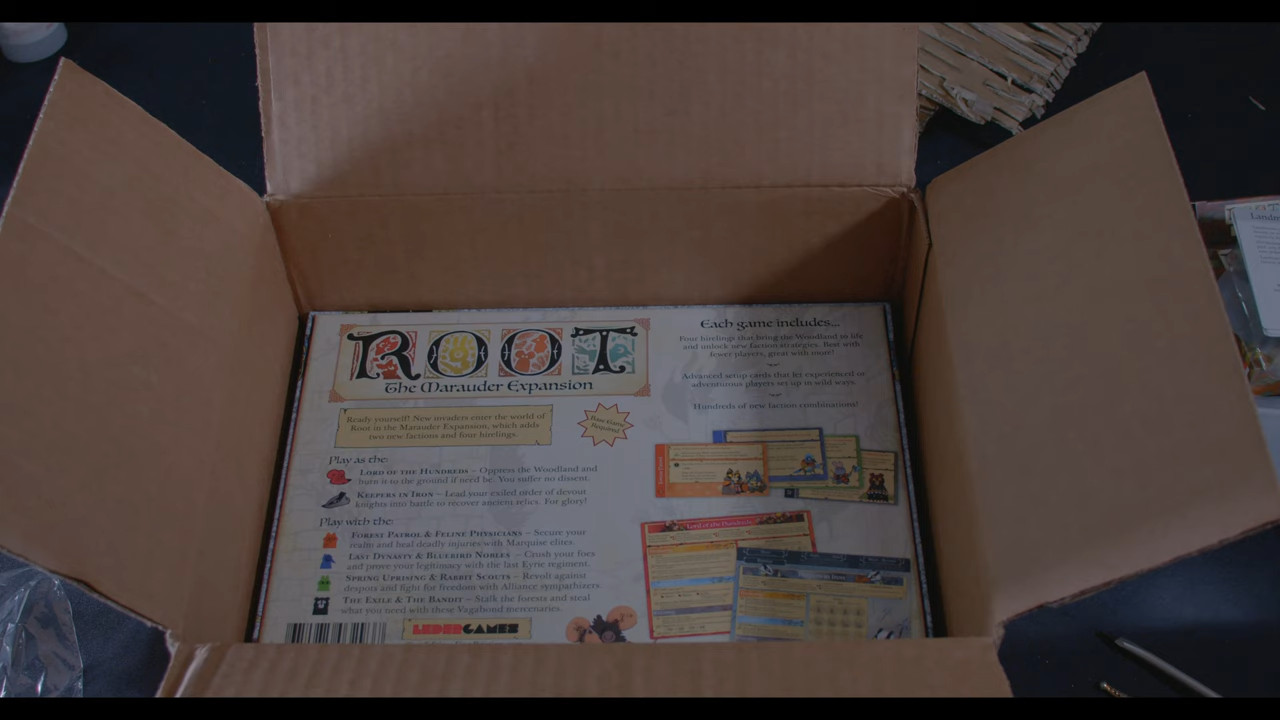 ROOT
The Marauder Expansion
Ready yourself! New invaders enter the world of
Root in the Marauder Expansion, which adds
two new factions and four hirelings.
Base Game
Required
Play as the:
LORD OF THE HUNDREDS – Oppress the Woodland and
burn it to the ground if need be. You suffer no dissent.
KEEPERS IN IRON – Lead your exiled order of devout
knights into battle to recover ancient relics. For glory!
Play with the:
FOREST PATROL & FELINE PHYSICIANS – Secure your
realm and heal deadly injuries with Marquise elites.
LAST DYNASTY & BLUEBIRD NOBLES – Crush your foes
and prove your legitimacy with the last Eyrie regiment.
SPRING UPRISING & RABBIT SCOUTS – Revolt against
despots and fight for freedom with Alliance sympathizers.
THE EXILE & THE BANDIT – Stalk the forests and steal
what you need with these Vagabond mercenaries.
LEDERGAMES
Each game includes...
Four hirelings that bring the Woodland to life
and unlock new faction strategies. Best with
fewer players, great with more!
Advanced setup cards that let experienced or
adventurous players set up in wild ways.
Hundreds of new faction combinations!
Lord of the Hundreds